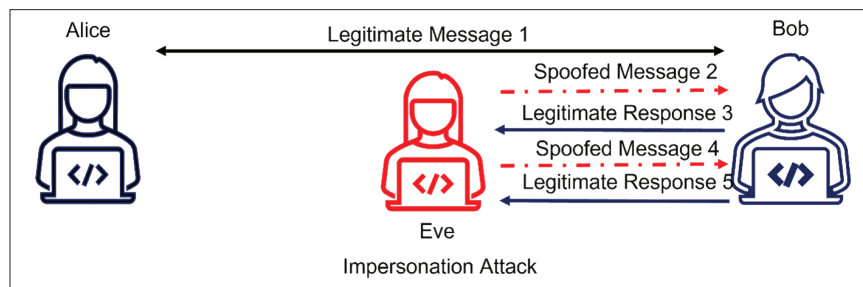 Alice
Bob
Legitimate Message 1
Spoofed Message 2
Legitimate Response 3
Spoofed Message 4
Legitimate Response 5
</>
</>
</>
Eve
Impersonation Attack